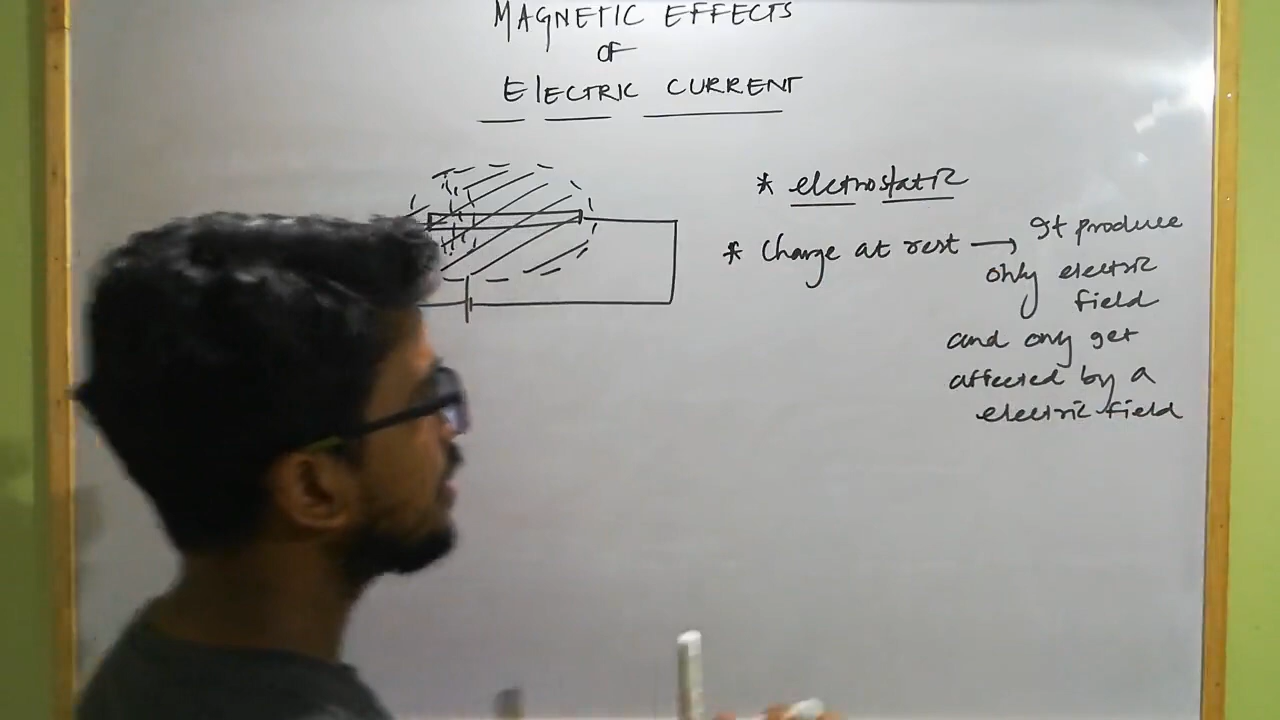 MAGNETIC EFFECTS
OF
ElECTRIC CURRENT
* eletrostatic
* Charge at rest → It produce
only electric
field
and only get
affected by a
electric field